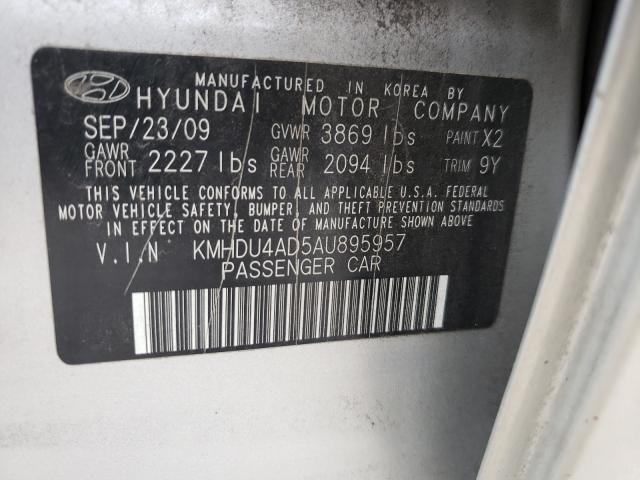 MANUFACTURED IN KOREA BY
HYUNDAI MOTOR COMPANY
SEP/23/09 GVWR 3869 lbs PAINT X2
GAWR FRONT 2227 lbs GAWR REAR 2094 lbs TRIM 9Y
THIS VEHICLE CONFORMS TO ALL APPLICABLE U.S.A. FEDERAL
MOTOR VEHICLE SAFETY, BUMPER, AND THEFT PREVENTION STANDARDS
IN EFFECT ON THE DATE OF MANUFACTURE SHOWN ABOVE
V.I.N KMHDU4AD5AU895957
PASSENGER CAR